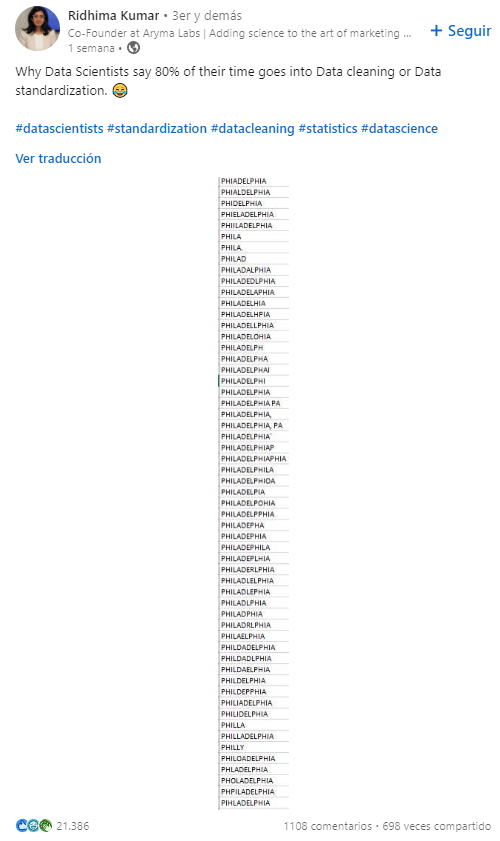 Ridhima Kumar • 3er y demás
Co-Founder at Aryma Labs | Adding science to the art of marketing ...
1 semana •
+ Seguir
Why Data Scientists say 80% of their time goes into Data cleaning or Data
standardization. 😂
#datascientists #standardization #datacleaning #statistics #datascience
Ver traducción
PHIADELPHIA
PHIALDELPHIA
PHIDELPHIA
PHIELADELPHIA
PHIILADELPHIA
PHILA
PHILA.
PHILAD
PHILADALPHIA
PHILADEDLPHIA
PHILADELAPHIA
PHILADELHIA
PHILADELHPIA
PHILADELLPHIA
PHILADELOHIA
PHILADELPH
PHILADELPHA
PHILADELPHAI
PHILADELPHI
PHILADELPHIA
PHILADELPHIA PA
PHILADELPHIA,
PHILADELPHIA, PA
PHILADELPHIA`
PHILADELPHIAP
PHILADELPHIAPHIA
PHILADELPHILA
PHILADELPHIOA
PHILADELPIA
PHILADELPOHIA
PHILADELPPHIA
PHILADEPHA
PHILADEPHIA
PHILADEPHILA
PHILADEPLHIA
PHILADERLPHIA
PHILADLELPHIA
PHILADLEPHIA
PHILADLPHIA
PHILADPHIA
PHILADRLPHIA
PHILAELPHIA
PHILDADELPHIA
PHILDADLPHIA
PHILDAELPHIA
PHILDELPHIA
PHILDEPPHIA
PHILIADELPHIA
PHILIDELPHIA
PHILLA
PHILLADELPHIA
PHILLY
PHILOADELPHIA
PHLADELPHIA
PHOLADELPHIA
PHPILADELPHIA
PIHLADELPHIA
21.386
1108 comentarios • 698 veces compartido